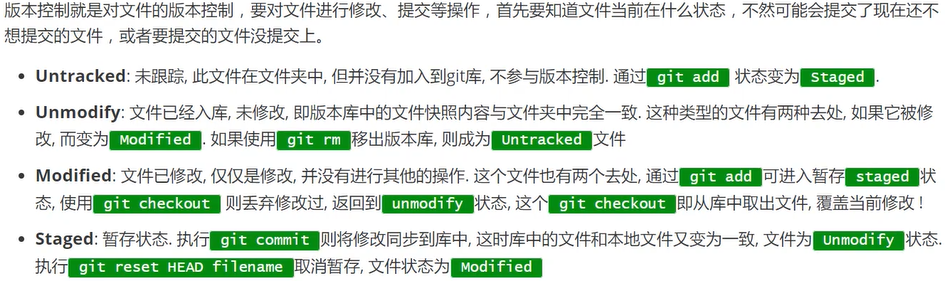 版本控制就是对文件的版本控制，要对文件进行修改、提交等操作，首先要知道文件当前在什么状态，不然可能会提交了现在还不
想提交的文件，或者要提交的文件没提交上。
• Untracked: 未跟踪, 此文件在文件夹中, 但并没有加入到git库, 不参与版本控制. 通过 git add 状态变为 Staged .
• Unmodify: 文件已经入库, 未修改, 即版本库中的文件快照内容与文件夹中完全一致. 这种类型的文件有两种去处, 如果它被修
改, 而变为 Modified . 如果使用 git rm 移出版本库, 则成为 Untracked 文件
• Modified: 文件已修改, 仅仅是修改, 并没有进行其他的操作. 这个文件也有两个去处, 通过 git add 可进入暂存 staged 状
态, 使用 git checkout 则丢弃修改过, 返回到 unmodify 状态, 这个 git checkout 即从库中取出文件, 覆盖当前修改 !
• Staged: 暂存状态. 执行 git commit 则将修改同步到库中, 这时库中的文件和本地文件又变为一致, 文件为 Unmodify 状态.
执行 git reset HEAD filename 取消暂存, 文件状态为 Modified